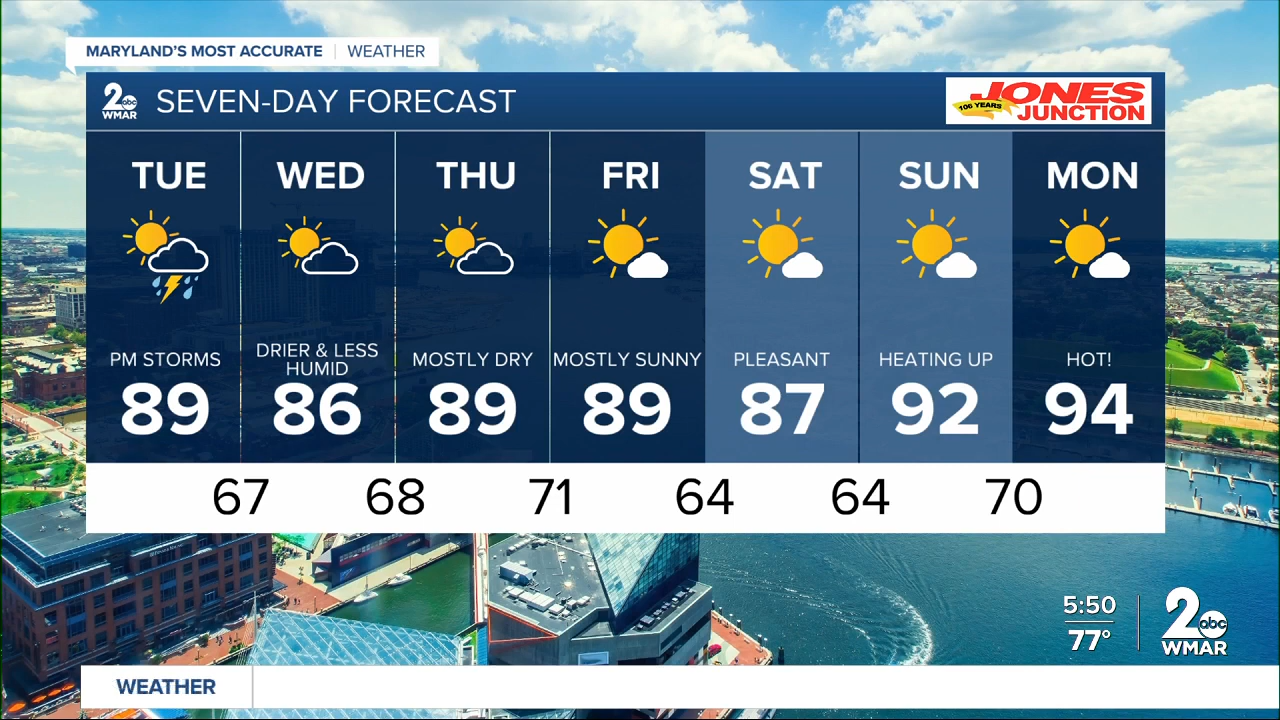 MARYLAND'S MOST ACCURATE | WEATHER
2 abc WMAR
SEVEN-DAY FORECAST
106 YEARS
JONES
JUNCTION
TUE WED THU FRI SAT SUN MON
PM STORMS DRIER & LESS HUMID MOSTLY DRY MOSTLY SUNNY PLEASANT HEATING UP HOT!
89 86 89 89 87 92 94
67 68 71 64 64 70
5:50
77°
2 abc
WMAR
WEATHER